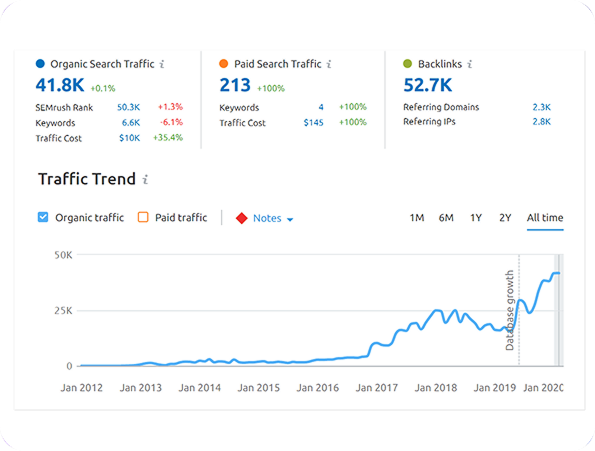 Organic Search Traffic i
41.8K +0.1%
SEMrush Rank 50.3K +1.3%
Keywords 6.6K -6.1%
Traffic Cost $10K +35.4%
Paid Search Traffic i
213 +100%
Keywords 4 +100%
Traffic Cost $145 +100%
Backlinks i
52.7K
Referring Domains 2.3K
Referring IPs 2.8K
Traffic Trend i
Organic traffic Paid traffic Notes 1M 6M 1Y 2Y All time
50K
25K
0
Database growth
Jan 2012 Jan 2013 Jan 2014 Jan 2015 Jan 2016 Jan 2017 Jan 2018 Jan 2019 Jan 2020